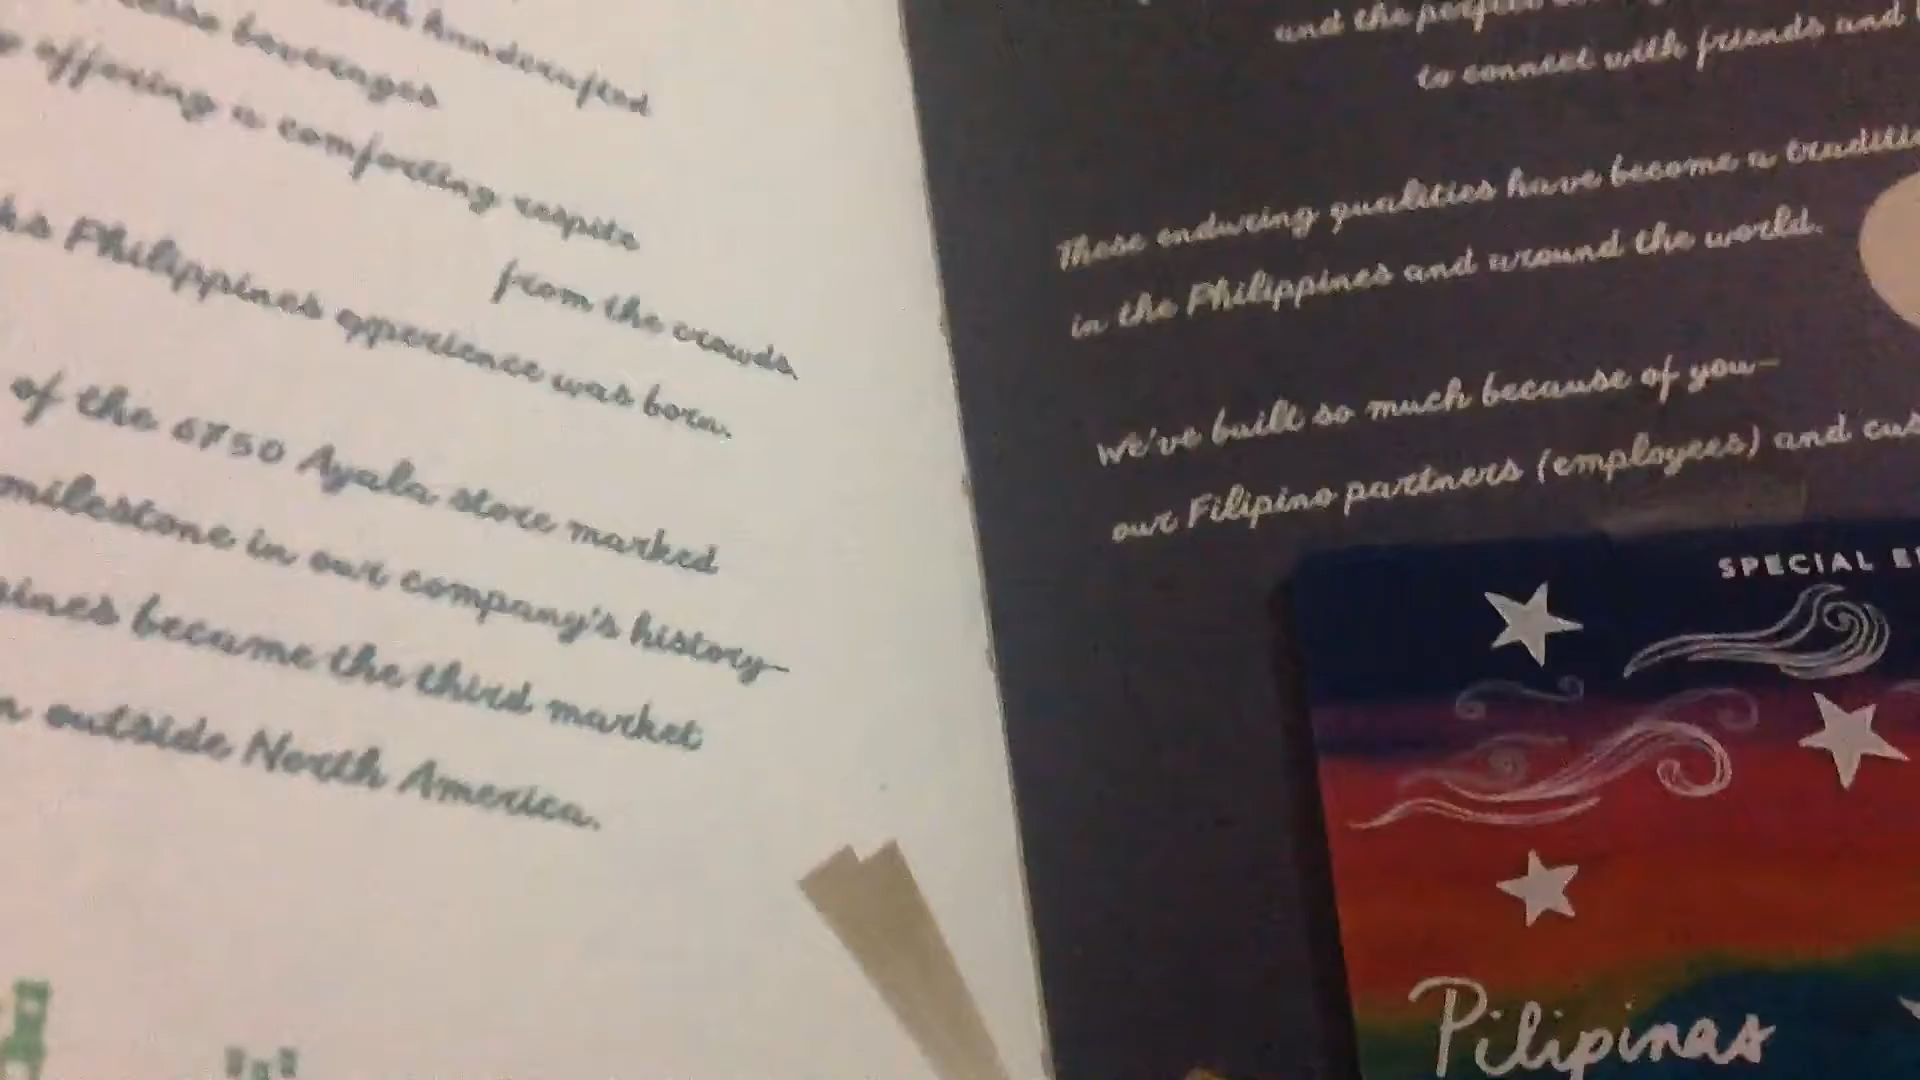 handcrafted
beverages
offering a comforting respite
from the crowds.
Philippines experience was born.
of the 6750 Ayala store marked
milestone in our company's history—
became the third market
outside North America.
and the perfect
to connect with friends and
These enduring qualities have become a
in the Philippines and around the world.
We've built so much because of you—
our Filipino partners (employees) and
SPECIAL
Pilipinas